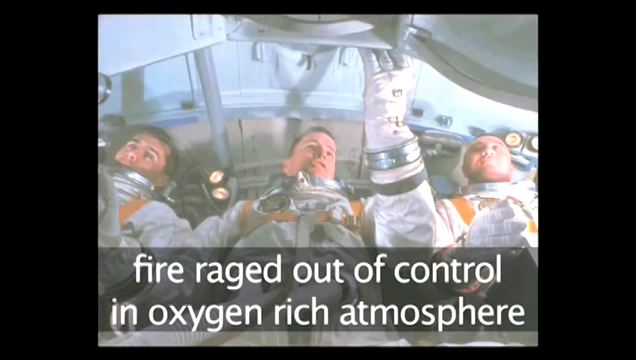 fire raged out of control
in oxygen rich atmosphere